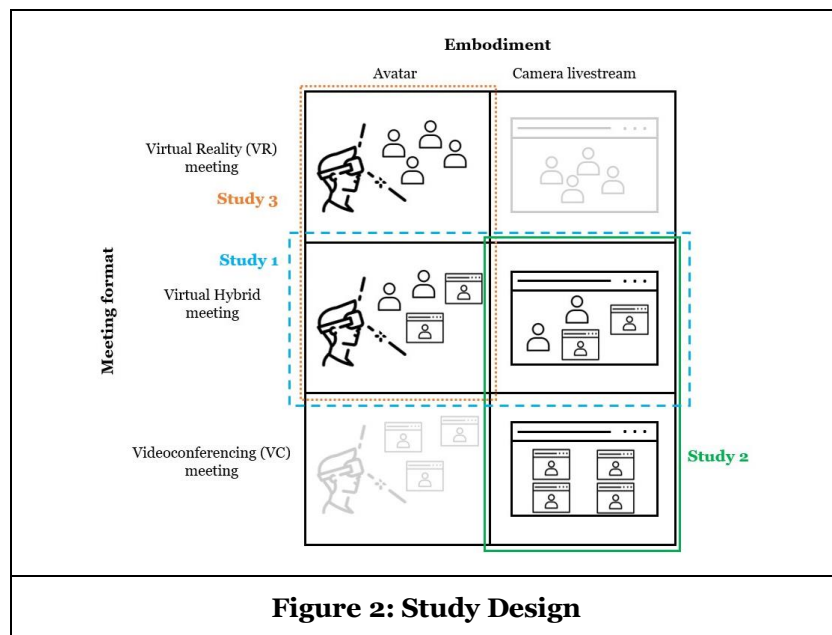 Embodiment
Avatar
Camera livestream
Virtual Reality (VR)
meeting
Study 3
Study 1
Virtual Hybrid
meeting
Meeting format
Videoconferencing (VC)
meeting
Study 2
Figure 2: Study Design